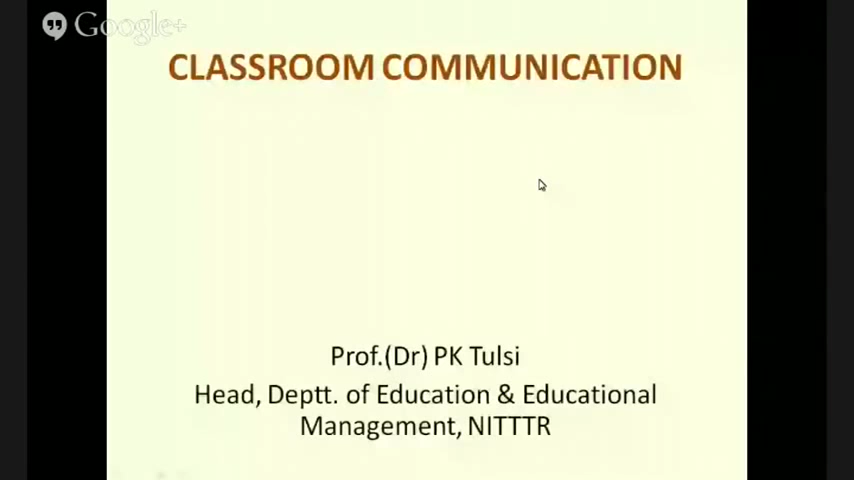 Google+
CLASSROOM COMMUNICATION
Prof.(Dr) PK Tulsi
Head, Deptt. of Education & Educational
Management, NITTTR